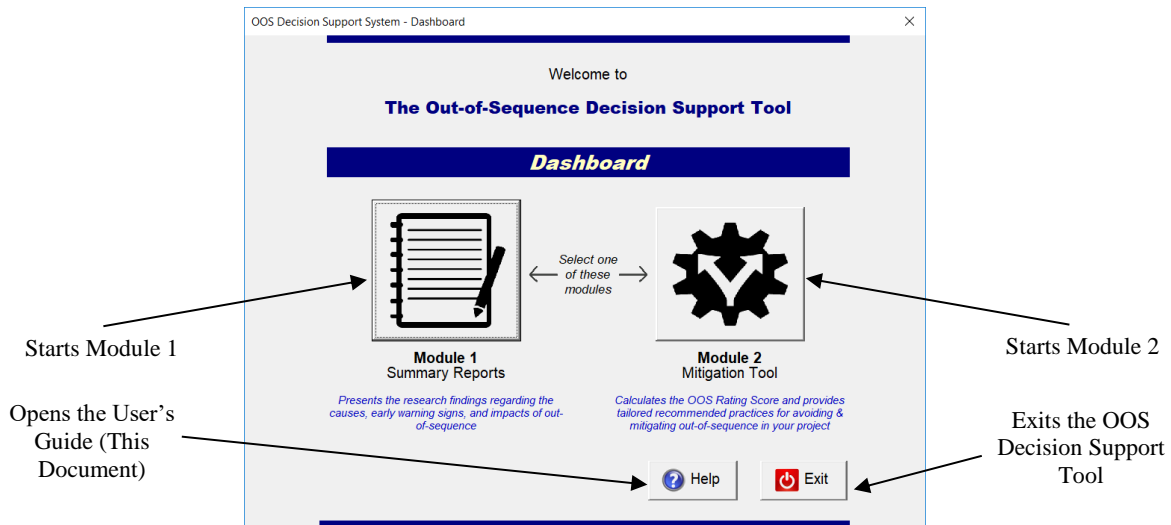 OOS Decision Support System - Dashboard
Welcome to
The Out-of-Sequence Decision Support Tool
Dashboard
Select one
of these
modules
Starts Module 1
Starts Module 2
Module 1
Summary Reports
Module 2
Mitigation Tool
Presents the research findings regarding the
causes, early warning signs, and impacts of out-
of-sequence
Calculates the OOS Rating Score and provides
tailored recommended practices for avoiding &
mitigating out-of-sequence in your project
Opens the User's
Guide (This
Document)
Exits the OOS
Decision Support
Tool
Help
Exit